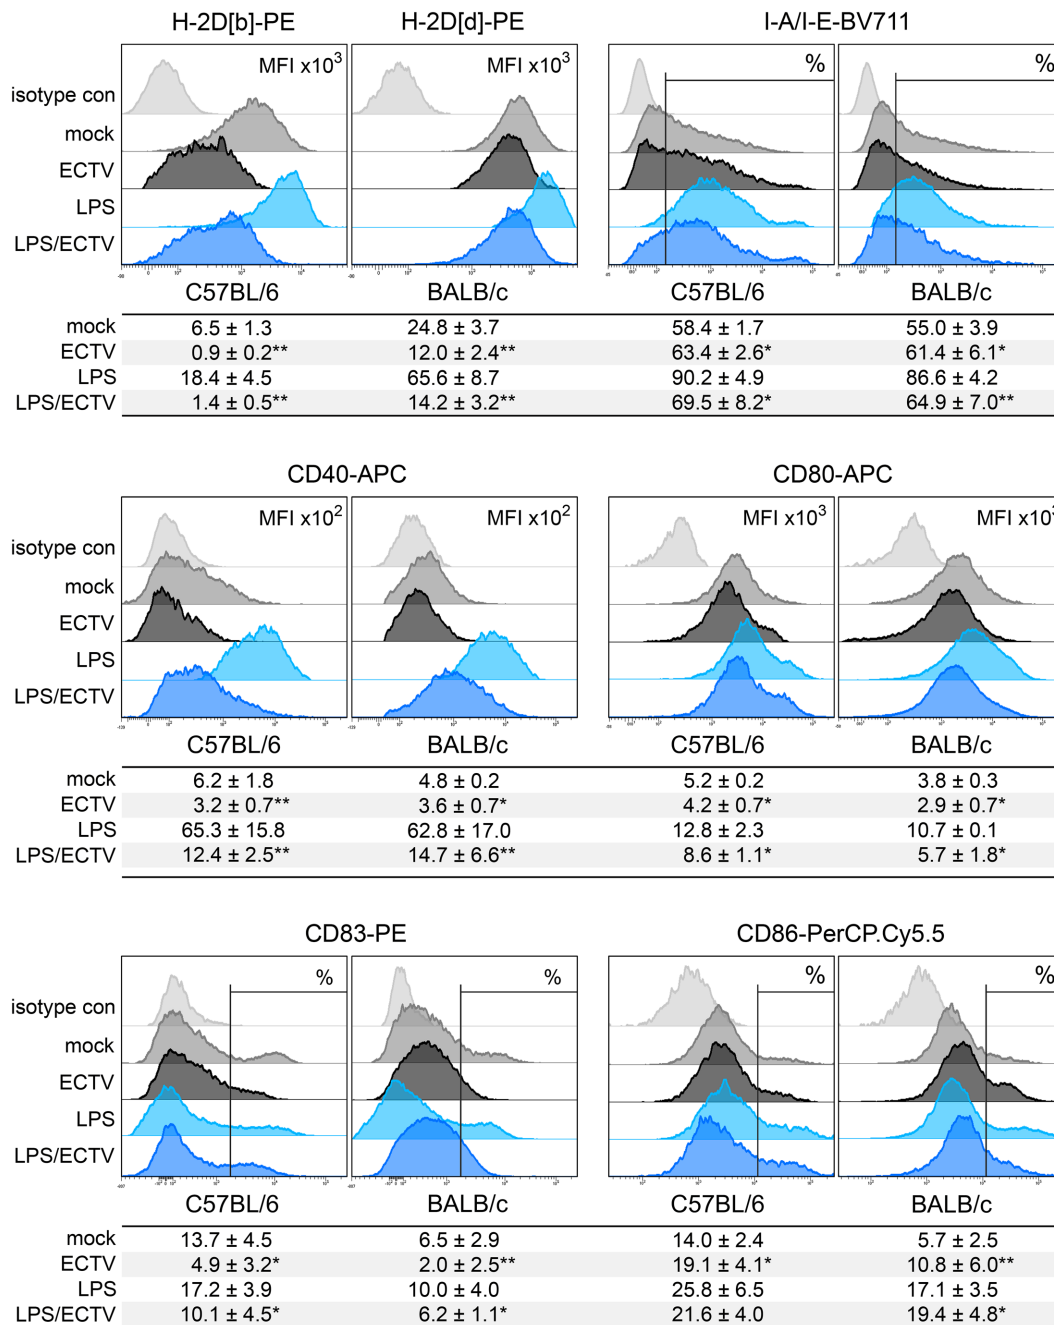 H-2D[b]-PE H-2D[d]-PE I-A/I-E-BV711
MFI x10³ MFI x10³ % %
isotype con
mock
ECTV
LPS
LPS/ECTV
C57BL/6 BALB/c C57BL/6 BALB/c
mock 6.5 ± 1.3 24.8 ± 3.7 58.4 ± 1.7 55.0 ± 3.9
ECTV 0.9 ± 0.2** 12.0 ± 2.4** 63.4 ± 2.6* 61.4 ± 6.1*
LPS 18.4 ± 4.5 65.6 ± 8.7 90.2 ± 4.9 86.6 ± 4.2
LPS/ECTV 1.4 ± 0.5** 14.2 ± 3.2** 69.5 ± 8.2* 64.9 ± 7.0**
CD40-APC CD80-APC
MFI x10² MFI x10² MFI x10³ MFI x10³
isotype con
mock
ECTV
LPS
LPS/ECTV
C57BL/6 BALB/c C57BL/6 BALB/c
mock 6.2 ± 1.8 4.8 ± 0.2 5.2 ± 0.2 3.8 ± 0.3
ECTV 3.2 ± 0.7** 3.6 ± 0.7* 4.2 ± 0.7* 2.9 ± 0.7*
LPS 65.3 ± 15.8 62.8 ± 17.0 12.8 ± 2.3 10.7 ± 0.1
LPS/ECTV 12.4 ± 2.5** 14.7 ± 6.6** 8.6 ± 1.1* 5.7 ± 1.8*
CD83-PE CD86-PerCP.Cy5.5
% % % %
isotype con
mock
ECTV
LPS
LPS/ECTV
C57BL/6 BALB/c C57BL/6 BALB/c
mock 13.7 ± 4.5 6.5 ± 2.9 14.0 ± 2.4 5.7 ± 2.5
ECTV 4.9 ± 3.2* 2.0 ± 2.5** 19.1 ± 4.1* 10.8 ± 6.0**
LPS 17.2 ± 3.9 10.0 ± 4.0 25.8 ± 6.5 17.1 ± 3.5
LPS/ECTV 10.1 ± 4.5* 6.2 ± 1.1* 21.6 ± 4.0 19.4 ± 4.8*